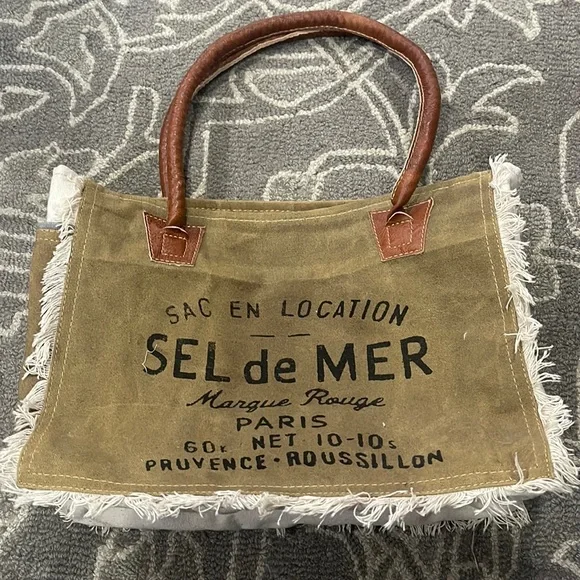 SAC EN LOCATION
SEL de MER
Marque Rouge
PARIS
60K NET 10-10s
PRUVENCE · ROUSSILLON